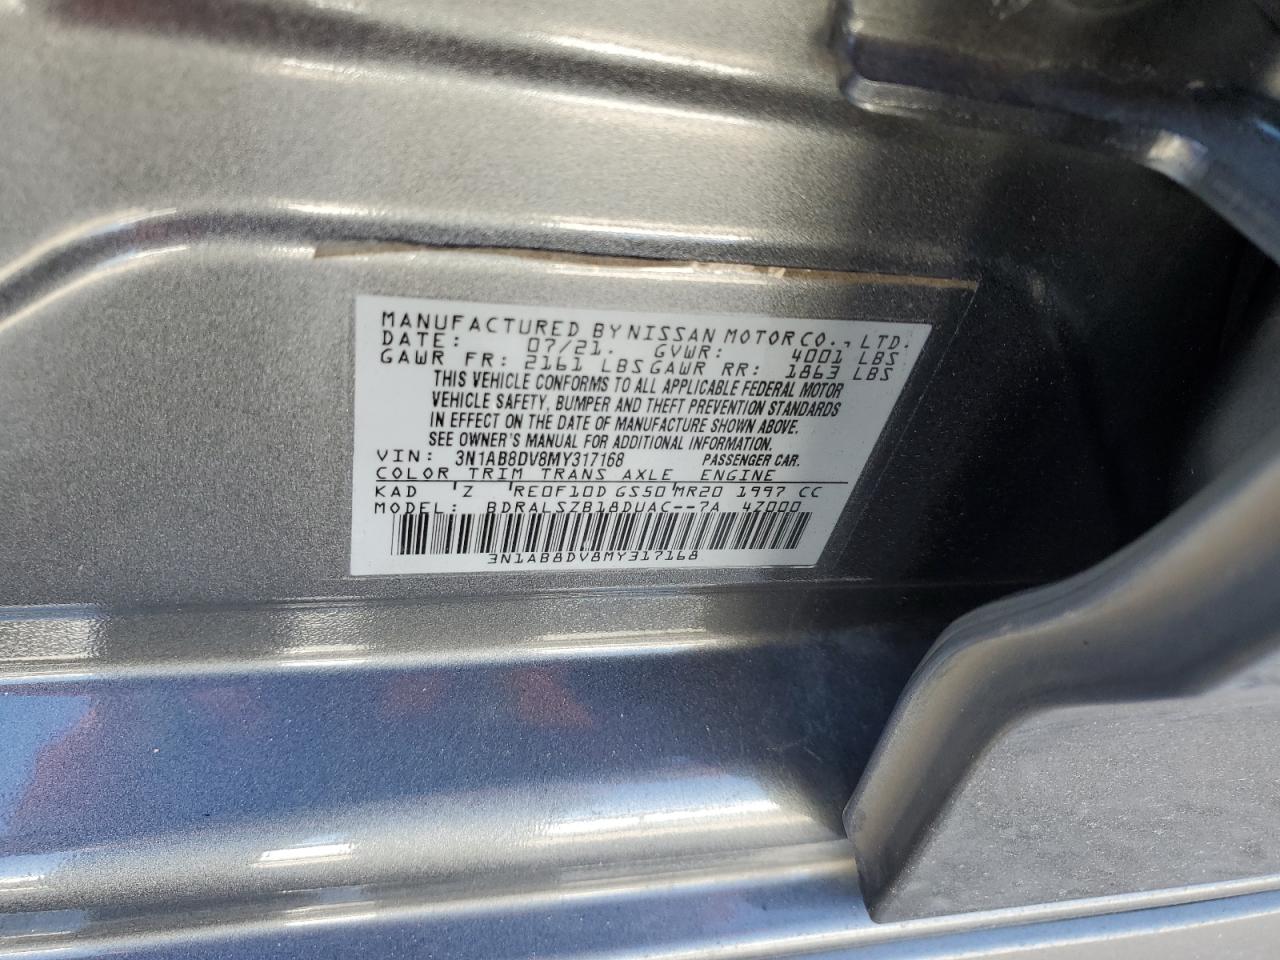 MANUFACTURED BY NISSAN MOTOR CO., LTD.
DATE: 07/21. GVWR: 4001 LBS
GAWR FR: 2161 LBS GAWR RR: 1863 LBS
THIS VEHICLE CONFORMS TO ALL APPLICABLE FEDERAL MOTOR
VEHICLE SAFETY, BUMPER AND THEFT PREVENTION STANDARDS
IN EFFECT ON THE DATE OF MANUFACTURE SHOWN ABOVE.
SEE OWNER'S MANUAL FOR ADDITIONAL INFORMATION.
VIN: 3N1AB8DV8MY317168 PASSENGER CAR.
COLOR TRIM TRANS AXLE ENGINE
KAD Z RE0F10D GS50 MR20 1997 CC
MODEL: BDRALSZB18DUAC--7A 4Z000
3N1AB8DV8MY317168